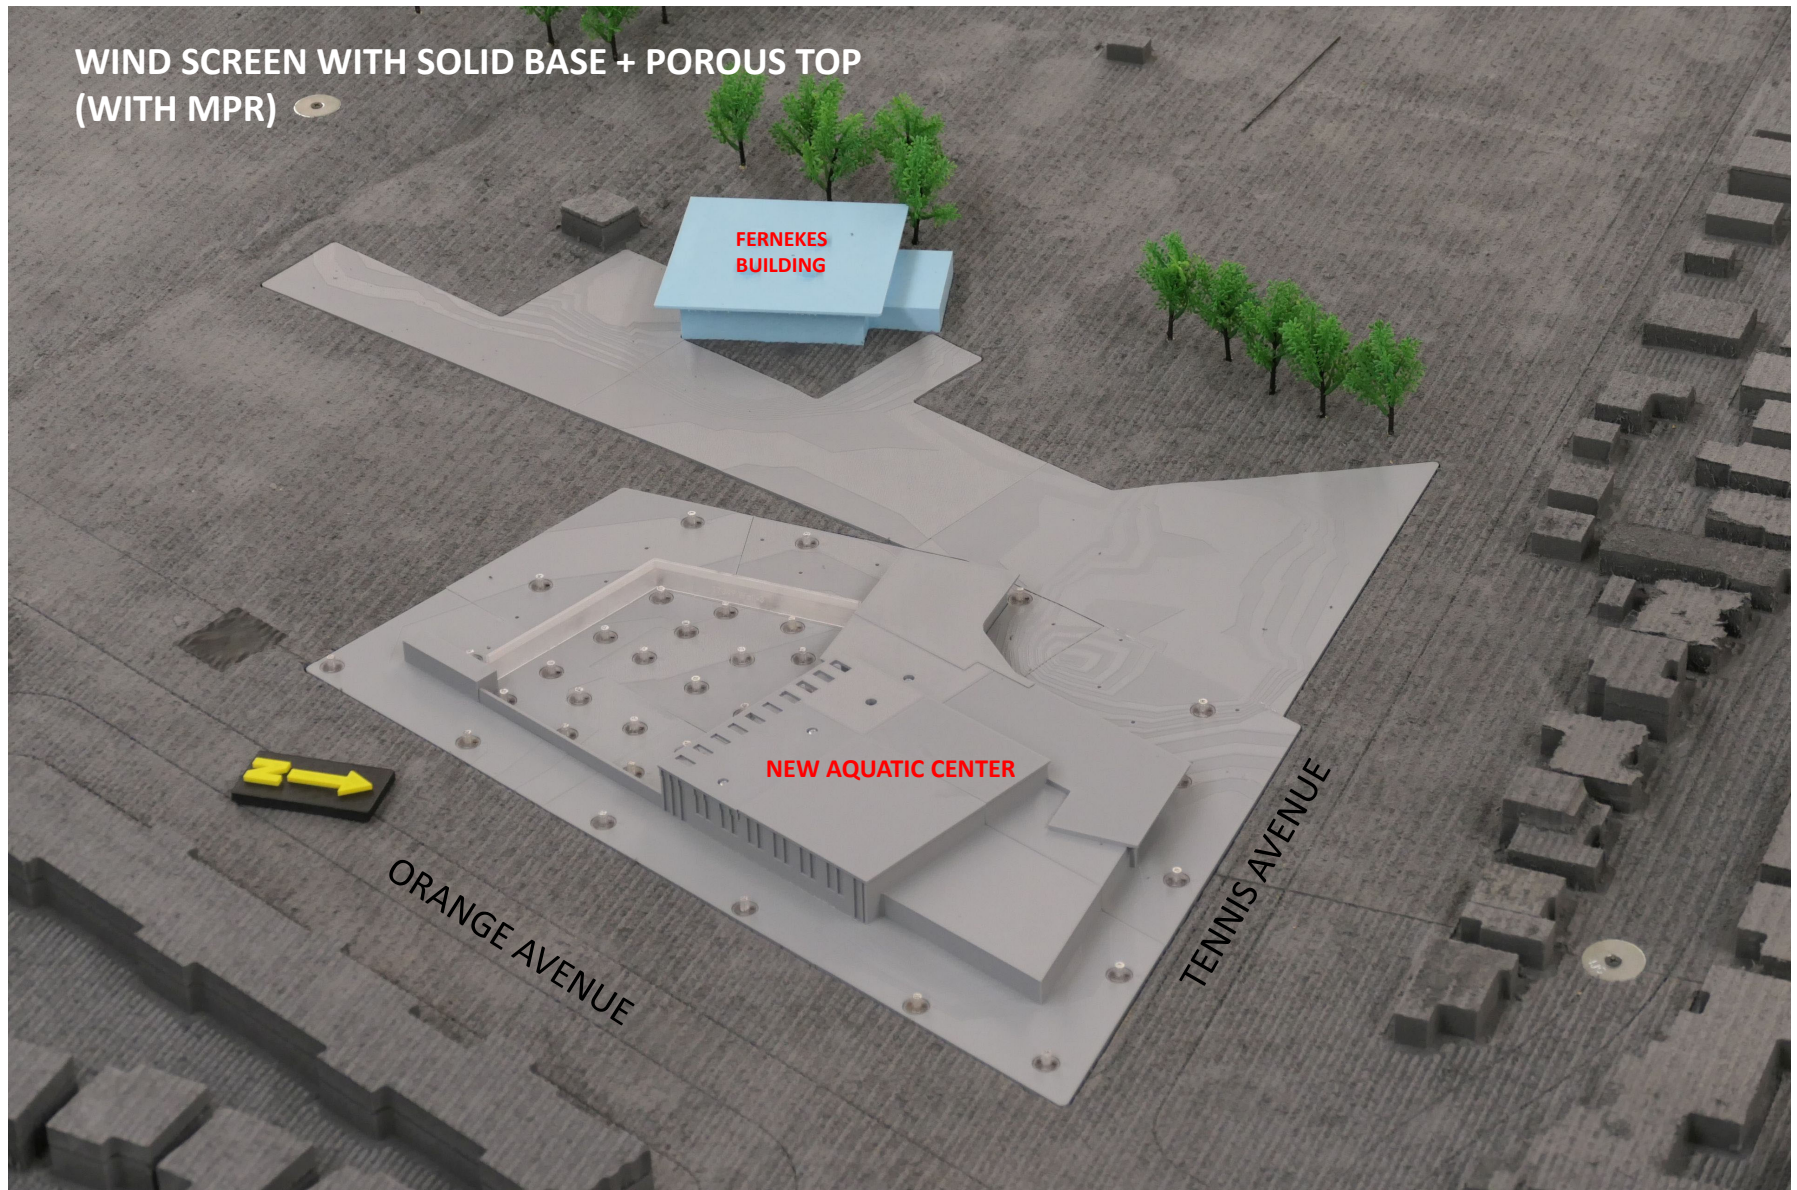 WIND SCREEN WITH SOLID BASE + POROUS TOP
(WITH MPR)
FERNEKES
BUILDING
NEW AQUATIC CENTER
N
ORANGE AVENUE
TENNIS AVENUE